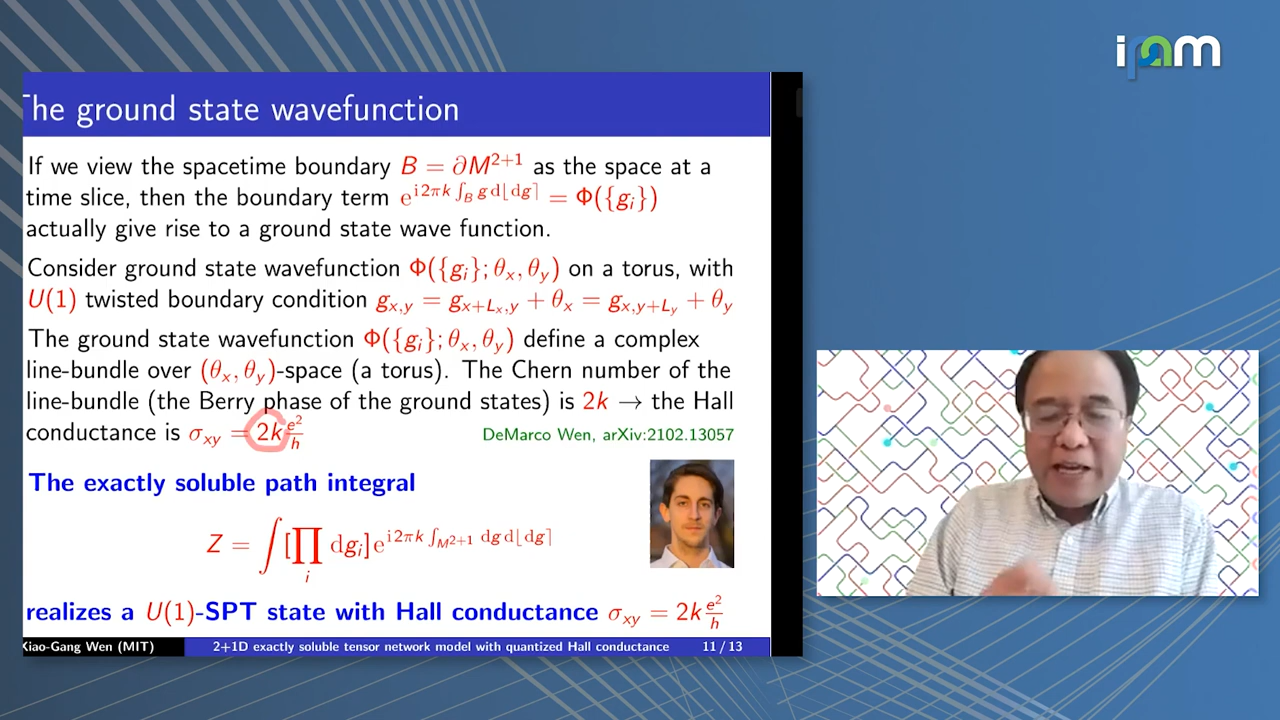 ipam
The ground state wavefunction
If we view the spacetime boundary B = ∂M²⁺¹ as the space at a
time slice, then the boundary term e^{i2πk ∫_B g d⌊dg⌉} = Φ({g_i})
actually give rise to a ground state wave function.
Consider ground state wavefunction Φ({g_i}; θ_x, θ_y) on a torus, with
U(1) twisted boundary condition g_{x,y} = g_{x+L_x,y} + θ_x = g_{x,y+L_y} + θ_y
The ground state wavefunction Φ({g_i}; θ_x, θ_y) define a complex
line-bundle over (θ_x, θ_y)-space (a torus). The Chern number of the
line-bundle (the Berry phase of the ground states) is 2k → the Hall
conductance is σ_{xy} = 2k e²/h
DeMarco Wen, arXiv:2102.13057
The exactly soluble path integral
Z = ∫[∏_i dg_i] e^{i2πk ∫_{M²⁺¹} dg d⌊dg⌉}
realizes a U(1)-SPT state with Hall conductance σ_{xy} = 2k e²/h
Xiao-Gang Wen (MIT) 2+1D exactly soluble tensor network model with quantized Hall conductance 11 / 13